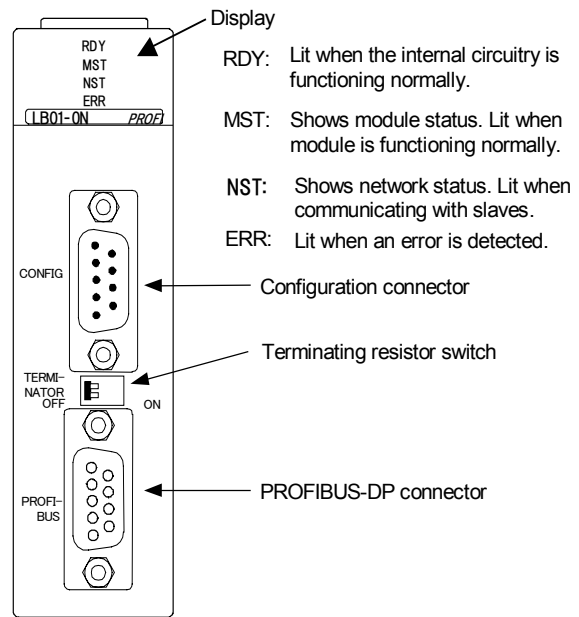 Display
RDY
MST
NST
ERR
LB01-0N PROFI
RDY: Lit when the internal circuitry is
functioning normally.
MST: Shows module status. Lit when
module is functioning normally.
NST: Shows network status. Lit when
communicating with slaves.
ERR: Lit when an error is detected.
CONFIG
Configuration connector
Terminating resistor switch
TERMI-
NATOR
OFF
ON
PROFI-
BUS
PROFIBUS-DP connector